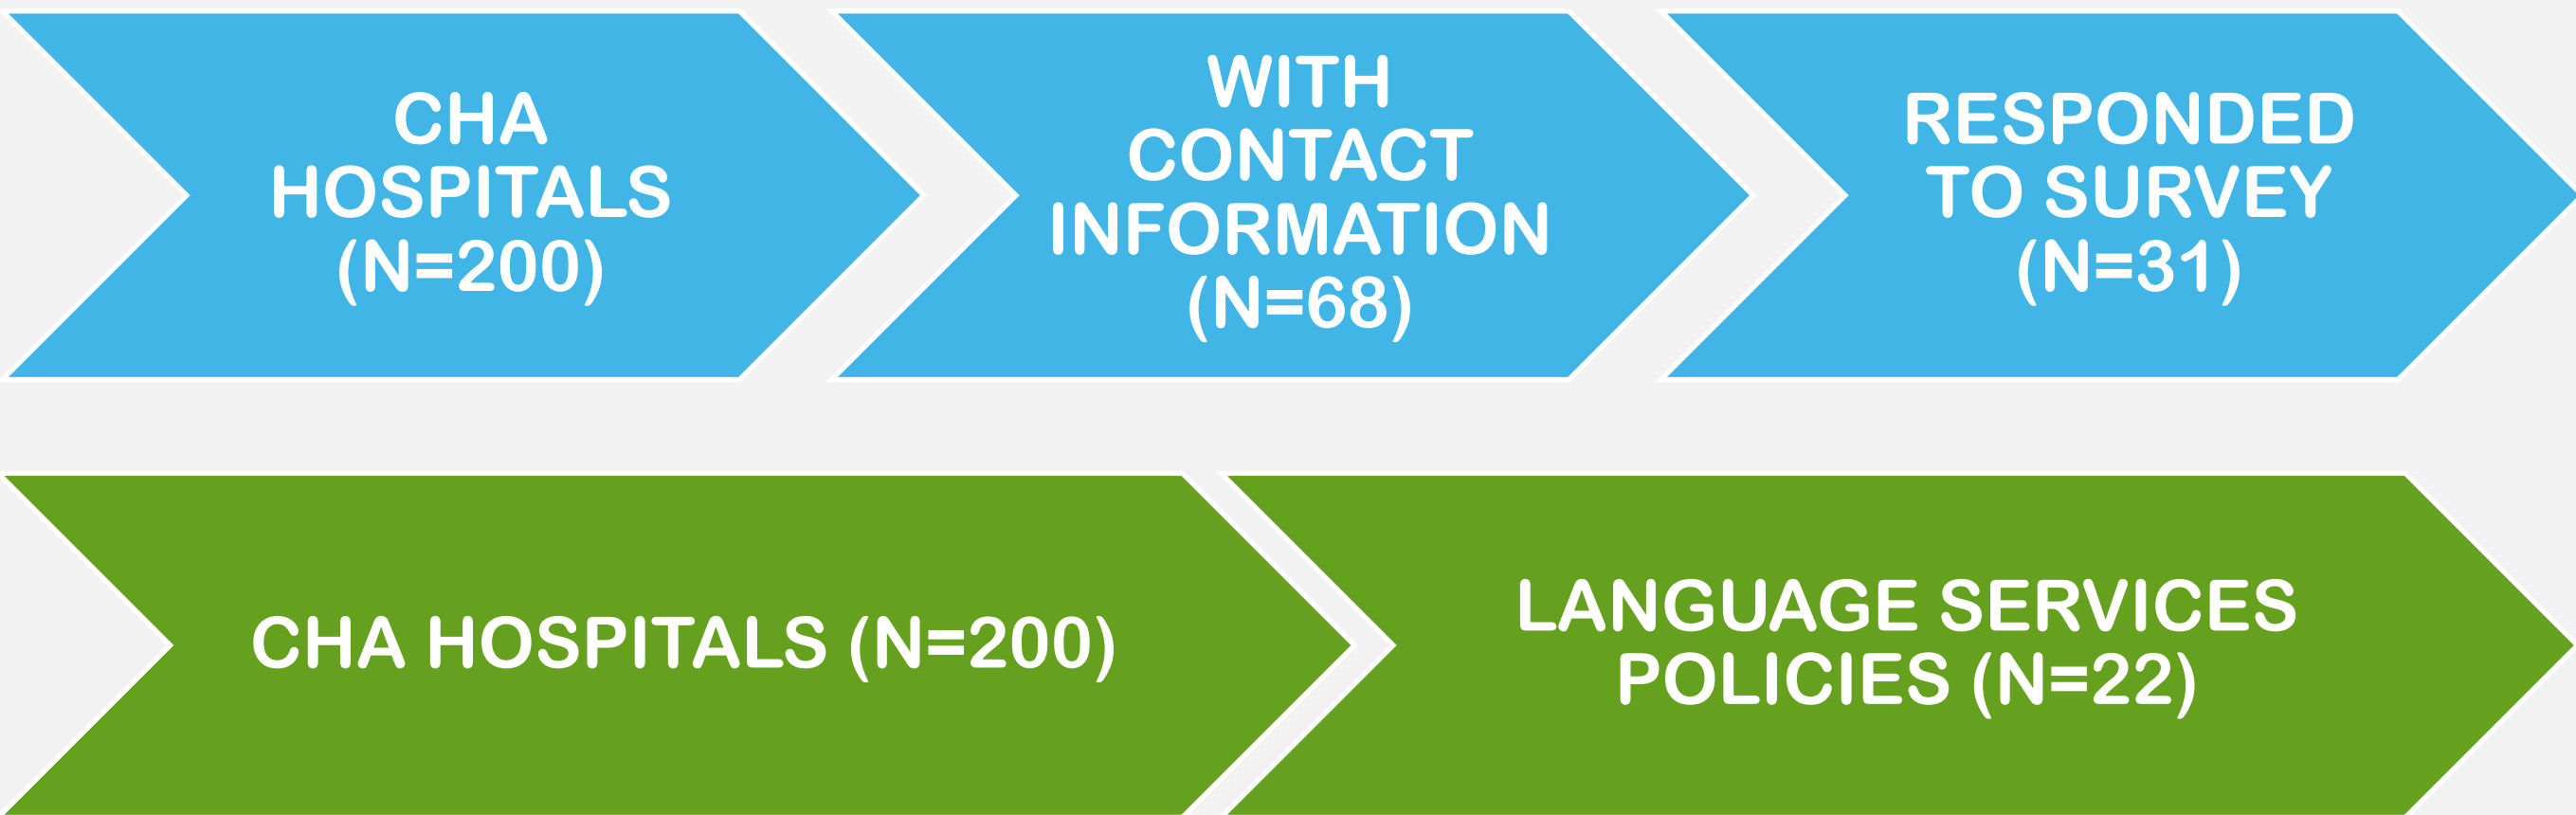 CHA
HOSPITALS
(N=200)
WITH
CONTACT
INFORMATION
(N=68)
RESPONDED
TO SURVEY
(N=31)
CHA HOSPITALS (N=200)
LANGUAGE SERVICES
POLICIES (N=22)